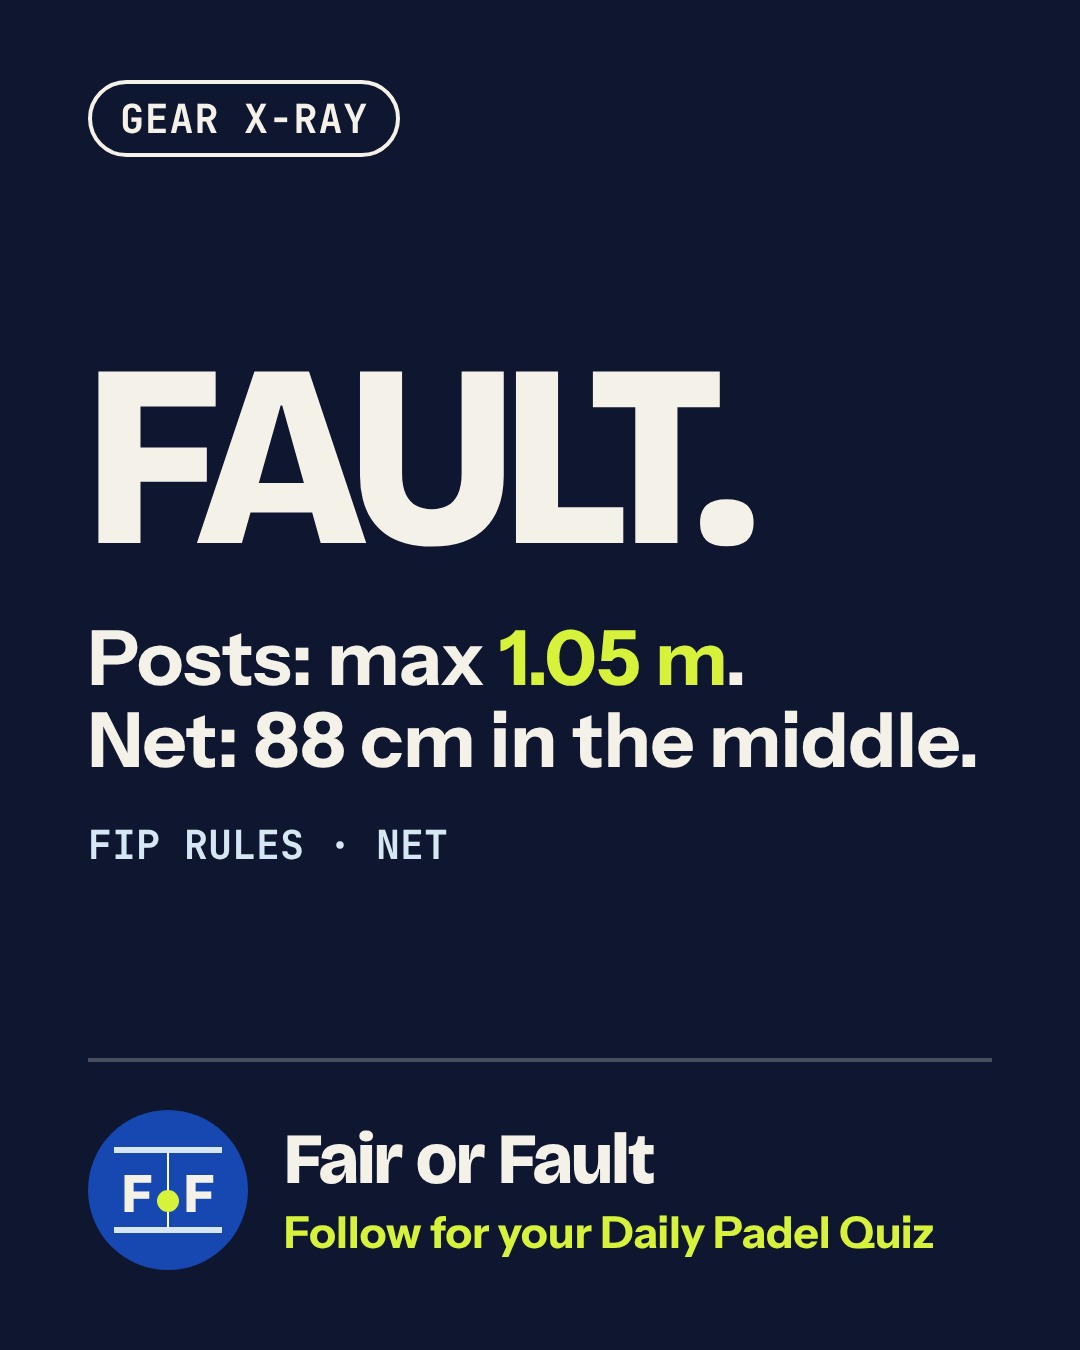 GEAR X-RAY
FAULT.
Posts: max 1.05 m.
Net: 88 cm in the middle.
FIP RULES · NET
F F
Fair or Fault
Follow for your Daily Padel Quiz